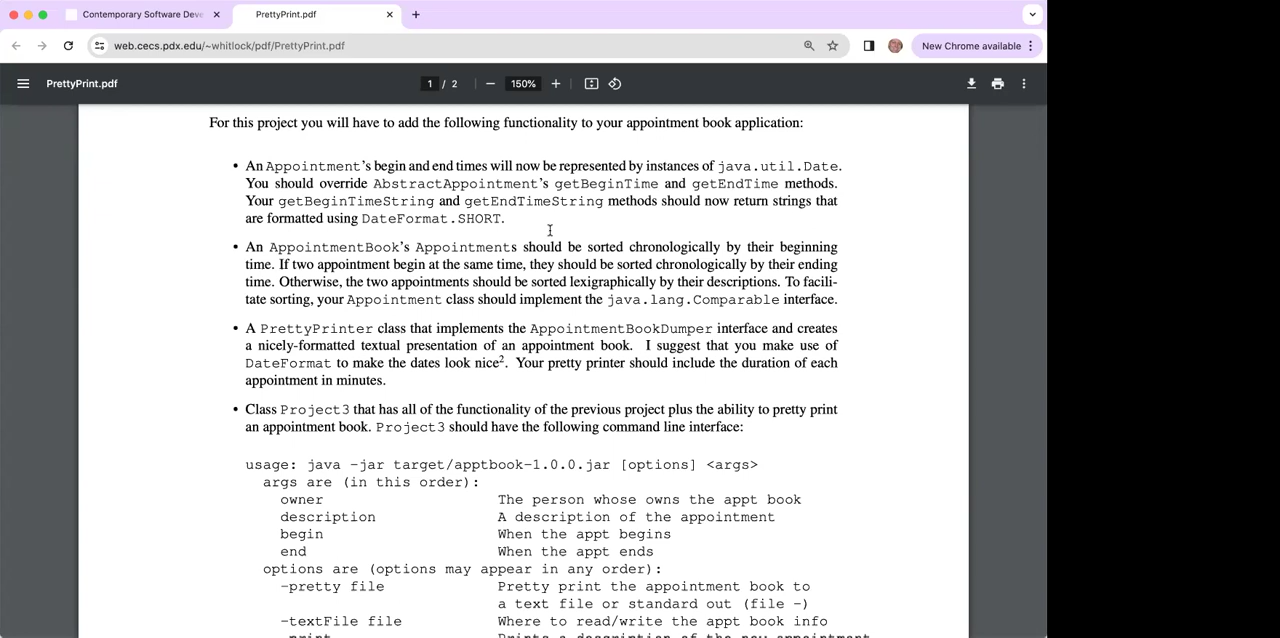 Contemporary Software Deve
PrettyPrint.pdf
web.cecs.pdx.edu/~whitlock/pdf/PrettyPrint.pdf
New Chrome available
PrettyPrint.pdf
1 / 2
150%
For this project you will have to add the following functionality to your appointment book application:
• An Appointment's begin and end times will now be represented by instances of java.util.Date.
You should override AbstractAppointment's getBeginTime and getEndTime methods.
Your getBeginTimeString and getEndTimeString methods should now return strings that
are formatted using DateFormat.SHORT.
• An AppointmentBook's Appointments should be sorted chronologically by their beginning
time. If two appointment begin at the same time, they should be sorted chronologically by their ending
time. Otherwise, the two appointments should be sorted lexigraphically by their descriptions. To facili-
tate sorting, your Appointment class should implement the java.lang.Comparable interface.
• A PrettyPrinter class that implements the AppointmentBookDumper interface and creates
a nicely-formatted textual presentation of an appointment book. I suggest that you make use of
DateFormat to make the dates look nice². Your pretty printer should include the duration of each
appointment in minutes.
• Class Project3 that has all of the functionality of the previous project plus the ability to pretty print
an appointment book. Project3 should have the following command line interface:
usage: java -jar target/apptbook-1.0.0.jar [options] <args>
args are (in this order):
owner The person whose owns the appt book
description A description of the appointment
begin When the appt begins
end When the appt ends
options are (options may appear in any order):
-pretty file Pretty print the appointment book to
a text file or standard out (file -)
-textFile file Where to read/write the appt book info
-print Prints a description of the new appointment